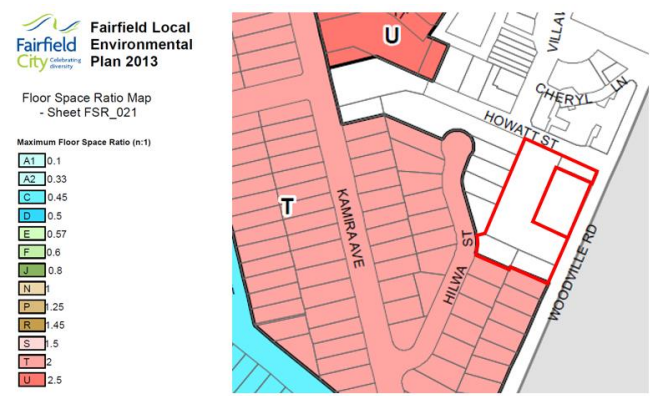 Fairfield
City Celebrating
diversity
Fairfield Local
Environmental
Plan 2013
Floor Space Ratio Map
- Sheet FSR_021
Maximum Floor Space Ratio (n:1)
A1 0.1
A2 0.33
C 0.45
D 0.5
E 0.57
F 0.6
J 0.8
N 1
P 1.25
R 1.45
S 1.5
T 2
U 2.5
U
VILLAW
CHERYL LN
HOWATT ST
T
KAMIRA AVE
HILWA ST
WOODVILLE RD